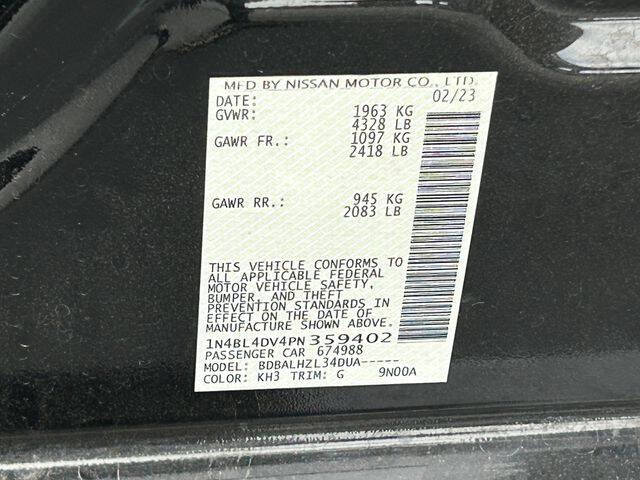 MFD BY NISSAN MOTOR CO., LTD.
DATE: 02/23
GVWR: 1963 KG
4328 LB
GAWR FR.: 1097 KG
2418 LB
GAWR RR.: 945 KG
2083 LB
THIS VEHICLE CONFORMS TO
ALL APPLICABLE FEDERAL
MOTOR VEHICLE SAFETY,
BUMPER, AND THEFT
PREVENTION STANDARDS IN
EFFECT ON THE DATE OF
MANUFACTURE SHOWN ABOVE.
1N4BL4DV4PN359402
PASSENGER CAR 674988
MODEL: BDBALHZL34DUA-----
COLOR: KH3 TRIM: G 9N00A